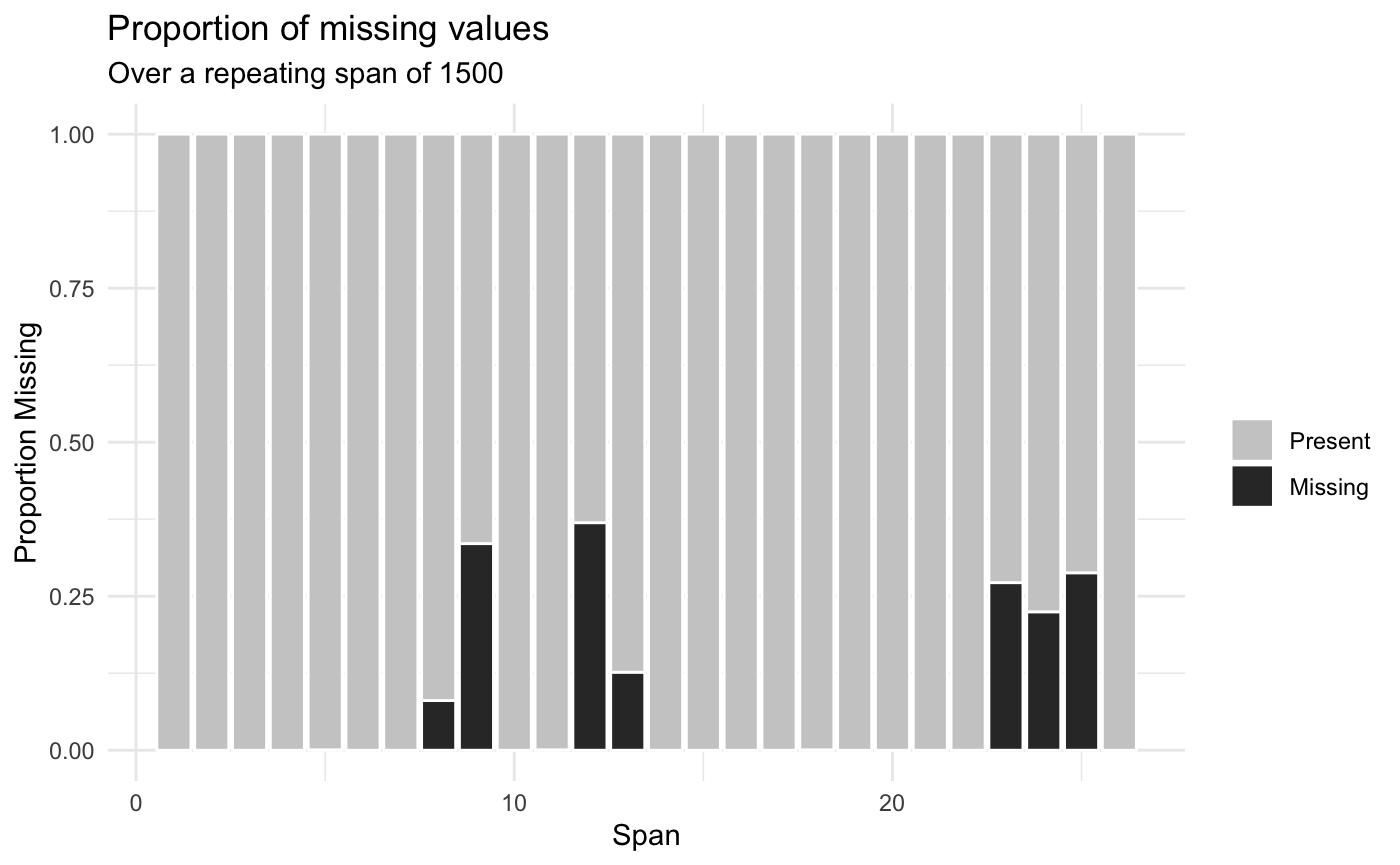 Proportion of missing values
Over a repeating span of 1500
1.00
0.75
0.50
0.25
0.00
Proportion Missing
0
10
20
Span
Present
Missing